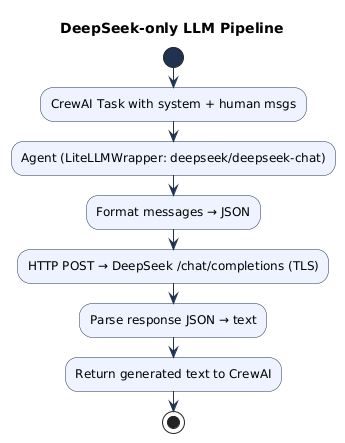 DeepSeek-only LLM Pipeline
CrewAI Task with system + human msgs
Agent (LiteLLMWrapper: deepseek/deepseek-chat)
Format messages → JSON
HTTP POST → DeepSeek /chat/completions (TLS)
Parse response JSON → text
Return generated text to CrewAI